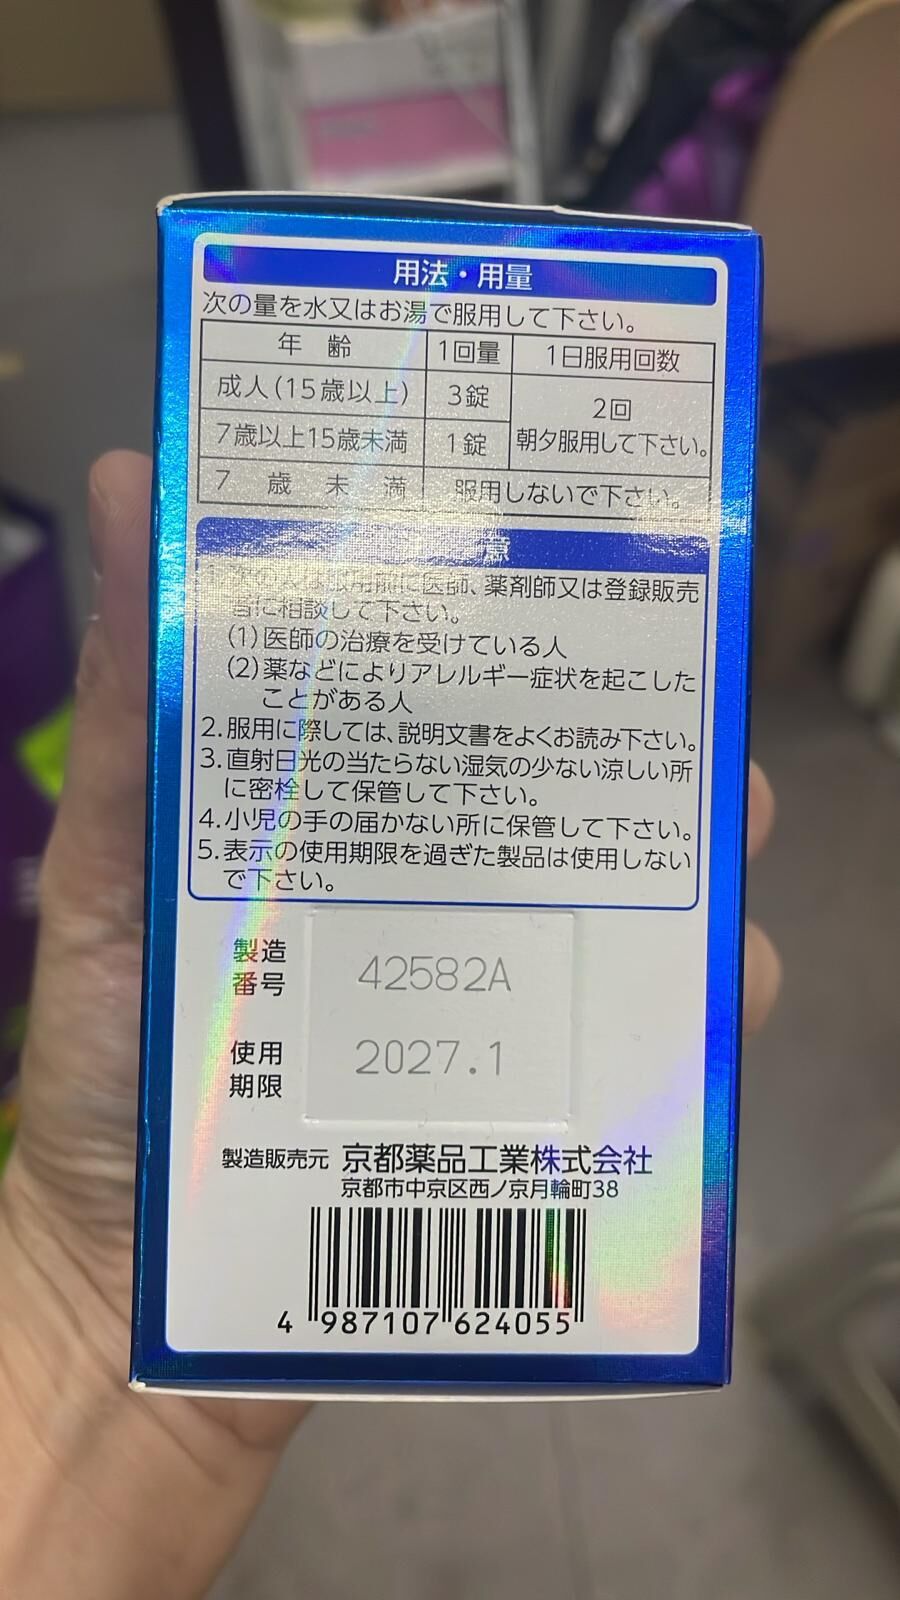 用法・用量
次の量を水又はお湯で服用して下さい。
年 齢 1回量 1日服用回数
成人(15歳以上) 3錠 2回
7歳以上15歳未満 1錠 朝夕服用して下さい。
7 歳 未 満 服用しないで下さい。
意
1.次の人は服用前に医師、薬剤師又は登録販売
者に相談して下さい。
(1)医師の治療を受けている人
(2)薬などによりアレルギー症状を起こした
ことがある人
2.服用に際しては、説明文書をよくお読み下さい。
3.直射日光の当たらない湿気の少ない涼しい所
に密栓して保管して下さい。
4.小児の手の届かない所に保管して下さい。
5.表示の使用期限を過ぎた製品は使用しない
で下さい。
製造
番号
42582A
使用
期限
2027.1
製造販売元 京都薬品工業株式会社
京都市中京区西ノ京月輪町38
4 987107 624055